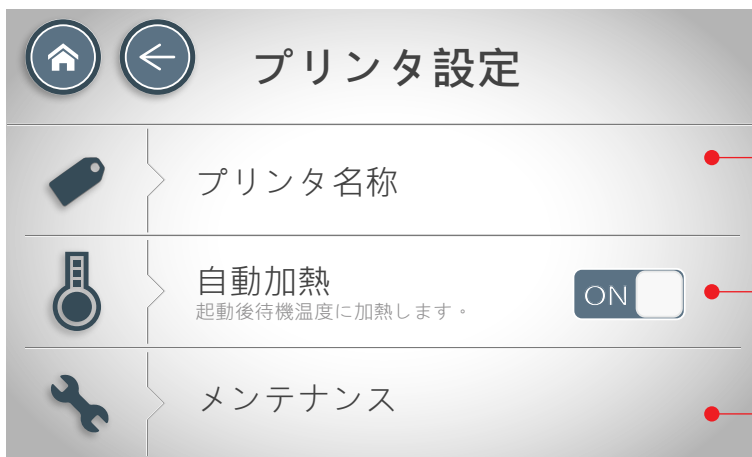 プリンタ設定
プリンタ名称
自動加熱
ON
起動後待機温度に加熱します。
メンテナンス